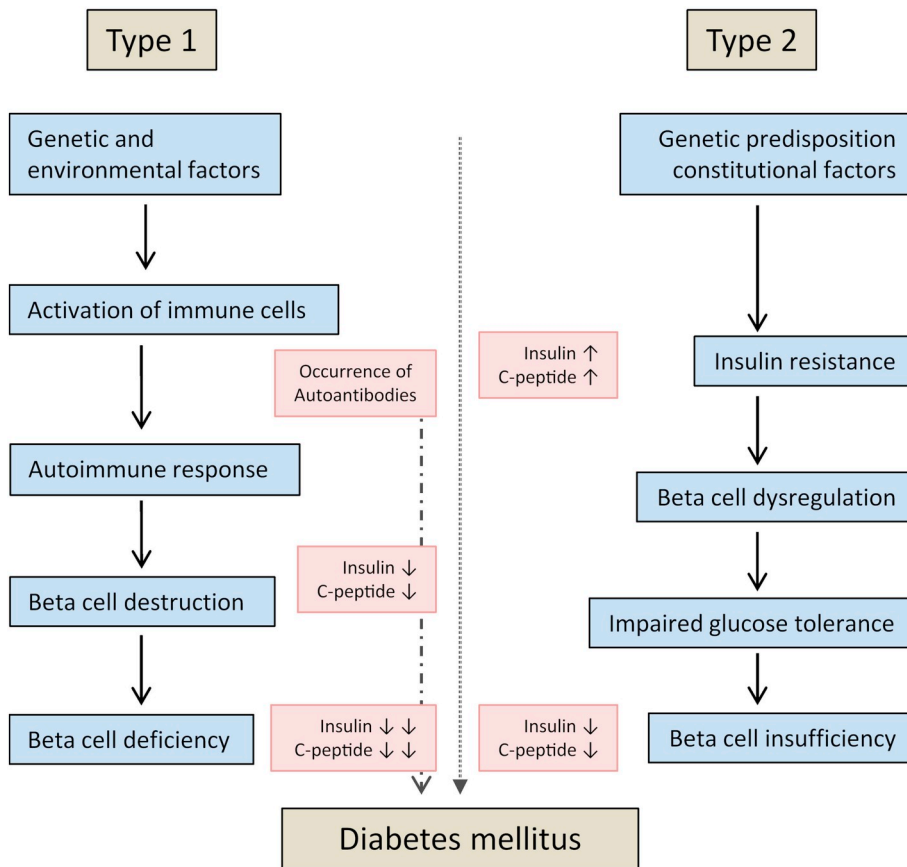 Type 1
Type 2
Genetic and
environmental factors
Genetic predisposition
constitutional factors
Activation of immune cells
Insulin ↑
C-peptide ↑
Insulin resistance
Occurrence of
Autoantibodies
Autoimmune response
Beta cell dysregulation
Insulin ↓
C-peptide ↓
Beta cell destruction
Impaired glucose tolerance
Beta cell deficiency
Insulin ↓ ↓
C-peptide ↓ ↓
Insulin ↓
C-peptide ↓
Beta cell insufficiency
Diabetes mellitus